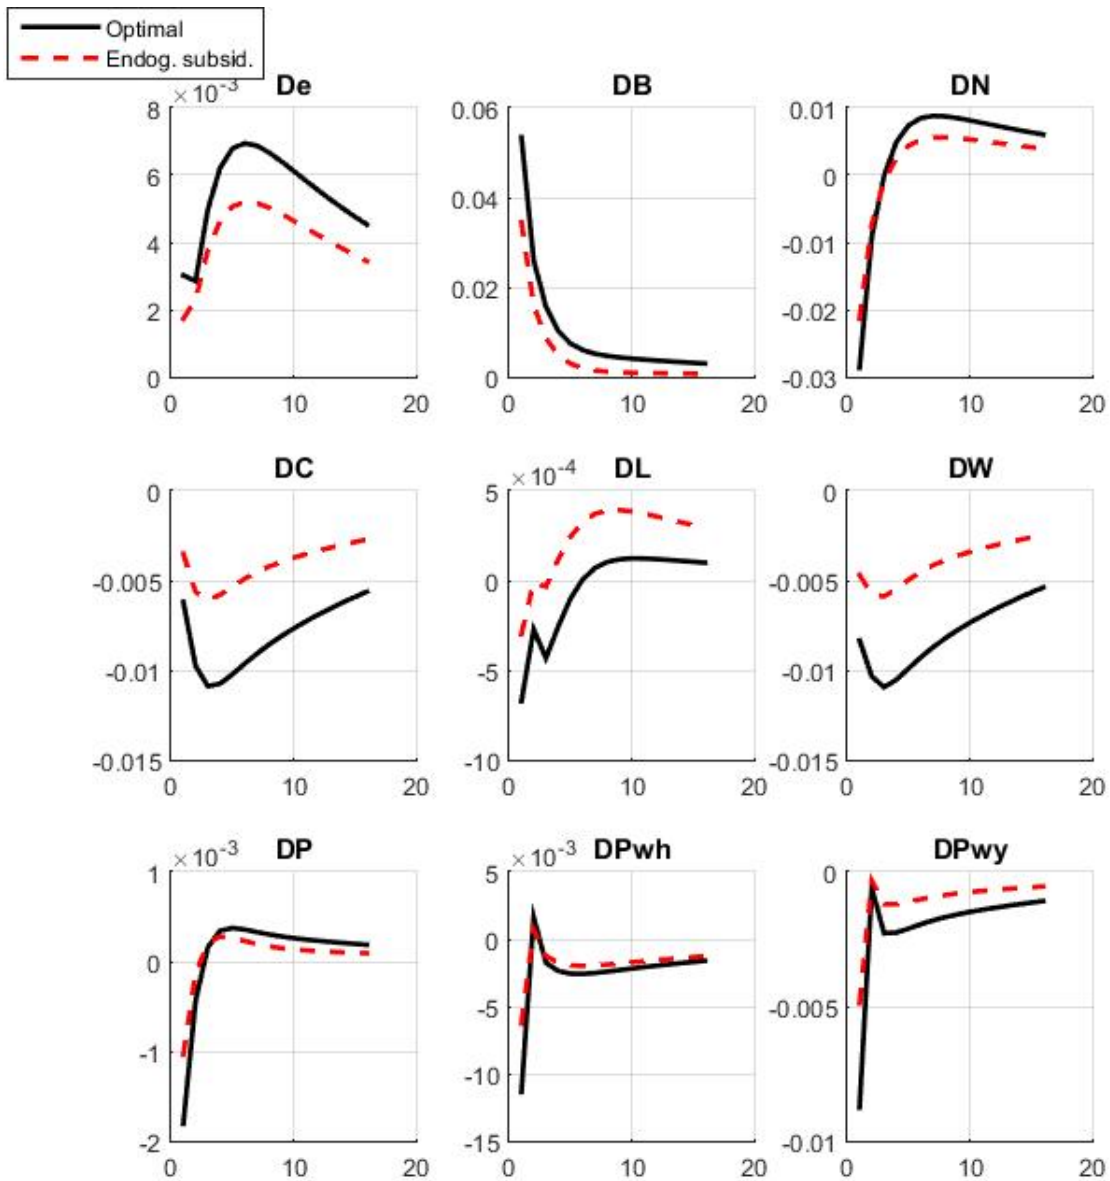 Optimal
Endog. subsid.
De
× 10^-3
8
6
4
2
0
0 10 20
DB
0.06
0.04
0.02
0
0 10 20
DN
0.01
0
-0.01
-0.02
-0.03
0 10 20
DC
0
-0.005
-0.01
-0.015
0 10 20
DL
× 10^-4
5
0
-5
-10
0 10 20
DW
0
-0.005
-0.01
-0.015
0 10 20
DP
× 10^-3
1
0
-1
-2
0 10 20
DPwh
× 10^-3
5
0
-5
-10
-15
0 10 20
DPwy
0
-0.005
-0.01
0 10 20